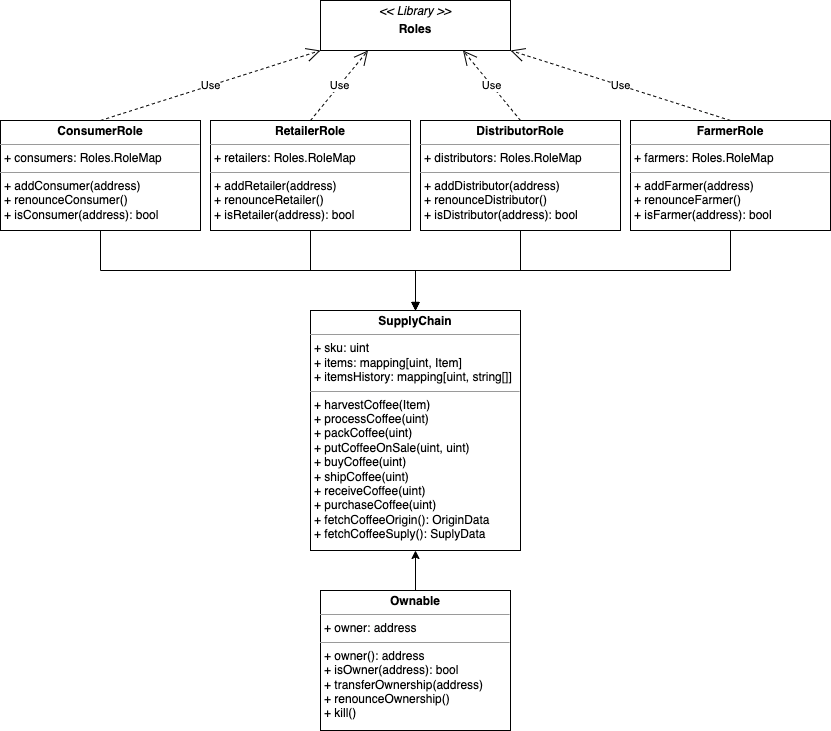 << Library >>
Roles
Use
Use
Use
Use
ConsumerRole
+ consumers: Roles.RoleMap
+ addConsumer(address)
+ renounceConsumer()
+ isConsumer(address): bool
RetailerRole
+ retailers: Roles.RoleMap
+ addRetailer(address)
+ renounceRetailer()
+ isRetailer(address): bool
DistributorRole
+ distributors: Roles.RoleMap
+ addDistributor(address)
+ renounceDistributor()
+ isDistributor(address): bool
FarmerRole
+ farmers: Roles.RoleMap
+ addFarmer(address)
+ renounceFarmer()
+ isFarmer(address): bool
SupplyChain
+ sku: uint
+ items: mapping[uint, Item]
+ itemsHistory: mapping[uint, string[]]
+ harvestCoffee(Item)
+ processCoffee(uint)
+ packCoffee(uint)
+ putCoffeeOnSale(uint, uint)
+ buyCoffee(uint)
+ shipCoffee(uint)
+ receiveCoffee(uint)
+ purchaseCoffee(uint)
+ fetchCoffeeOrigin(): OriginData
+ fetchCoffeeSuply(): SuplyData
Ownable
+ owner: address
+ owner(): address
+ isOwner(address): bool
+ transferOwnership(address)
+ renounceOwnership()
+ kill()